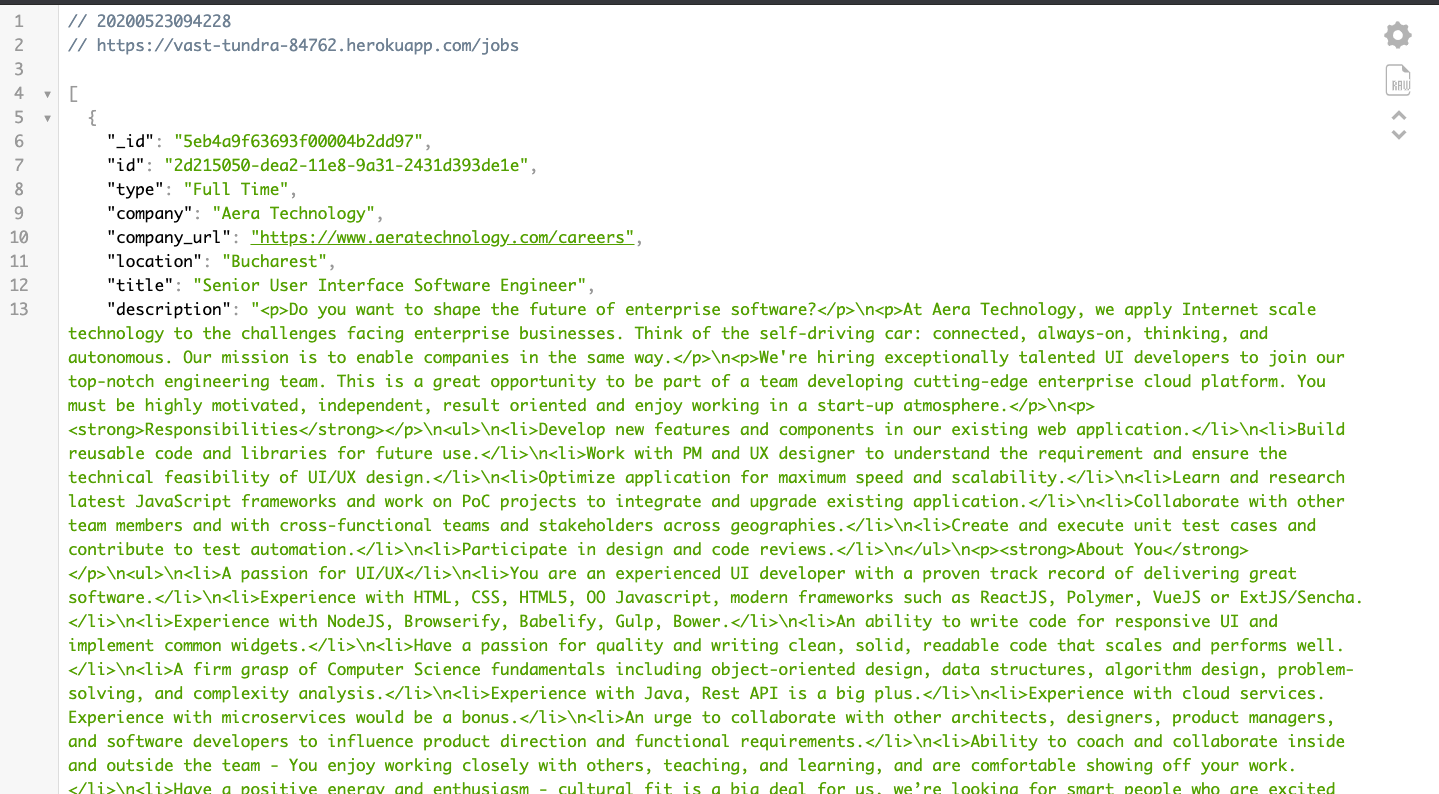 1 // 20200523094228
2 // https://vast-tundra-84762.herokuapp.com/jobs
3
4 ▼ [
5 ▼ {
6 "_id": "5eb4a9f63693f00004b2dd97",
7 "id": "2d215050-dea2-11e8-9a31-2431d393de1e",
8 "type": "Full Time",
9 "company": "Aera Technology",
10 "company_url": "https://www.aeratechnology.com/careers",
11 "location": "Bucharest",
12 "title": "Senior User Interface Software Engineer",
13 "description": "<p>Do you want to shape the future of enterprise software?</p>\n<p>At Aera Technology, we apply Internet scale
technology to the challenges facing enterprise businesses. Think of the self-driving car: connected, always-on, thinking, and
autonomous. Our mission is to enable companies in the same way.</p>\n<p>We're hiring exceptionally talented UI developers to join our
top-notch engineering team. This is a great opportunity to be part of a team developing cutting-edge enterprise cloud platform. You
must be highly motivated, independent, result oriented and enjoy working in a start-up atmosphere.</p>\n<p>
<strong>Responsibilities</strong></p>\n<ul>\n<li>Develop new features and components in our existing web application.</li>\n<li>Build
reusable code and libraries for future use.</li>\n<li>Work with PM and UX designer to understand the requirement and ensure the
technical feasibility of UI/UX design.</li>\n<li>Optimize application for maximum speed and scalability.</li>\n<li>Learn and research
latest JavaScript frameworks and work on PoC projects to integrate and upgrade existing application.</li>\n<li>Collaborate with other
team members and with cross-functional teams and stakeholders across geographies.</li>\n<li>Create and execute unit test cases and
contribute to test automation.</li>\n<li>Participate in design and code reviews.</li>\n</ul>\n<p><strong>About You</strong>
</p>\n<ul>\n<li>A passion for UI/UX</li>\n<li>You are an experienced UI developer with a proven track record of delivering great
software.</li>\n<li>Experience with HTML, CSS, HTML5, OO Javascript, modern frameworks such as ReactJS, Polymer, VueJS or ExtJS/Sencha.
</li>\n<li>Experience with NodeJS, Browserify, Babelify, Gulp, Bower.</li>\n<li>An ability to write code for responsive UI and
implement common widgets.</li>\n<li>Have a passion for quality and writing clean, solid, readable code that scales and performs well.
</li>\n<li>A firm grasp of Computer Science fundamentals including object-oriented design, data structures, algorithm design, problem-
solving, and complexity analysis.</li>\n<li>Experience with Java, Rest API is a big plus.</li>\n<li>Experience with cloud services.
Experience with microservices would be a bonus.</li>\n<li>An urge to collaborate with other architects, designers, product managers,
and software developers to influence product direction and functional requirements.</li>\n<li>Ability to coach and collaborate inside
and outside the team - You enjoy working closely with others, teaching, and learning, and are comfortable showing off your work.
</li>\n<li>Have a positive energy and enthusiasm - cultural fit is a big deal for us, we’re looking for smart people who are excited
RAW